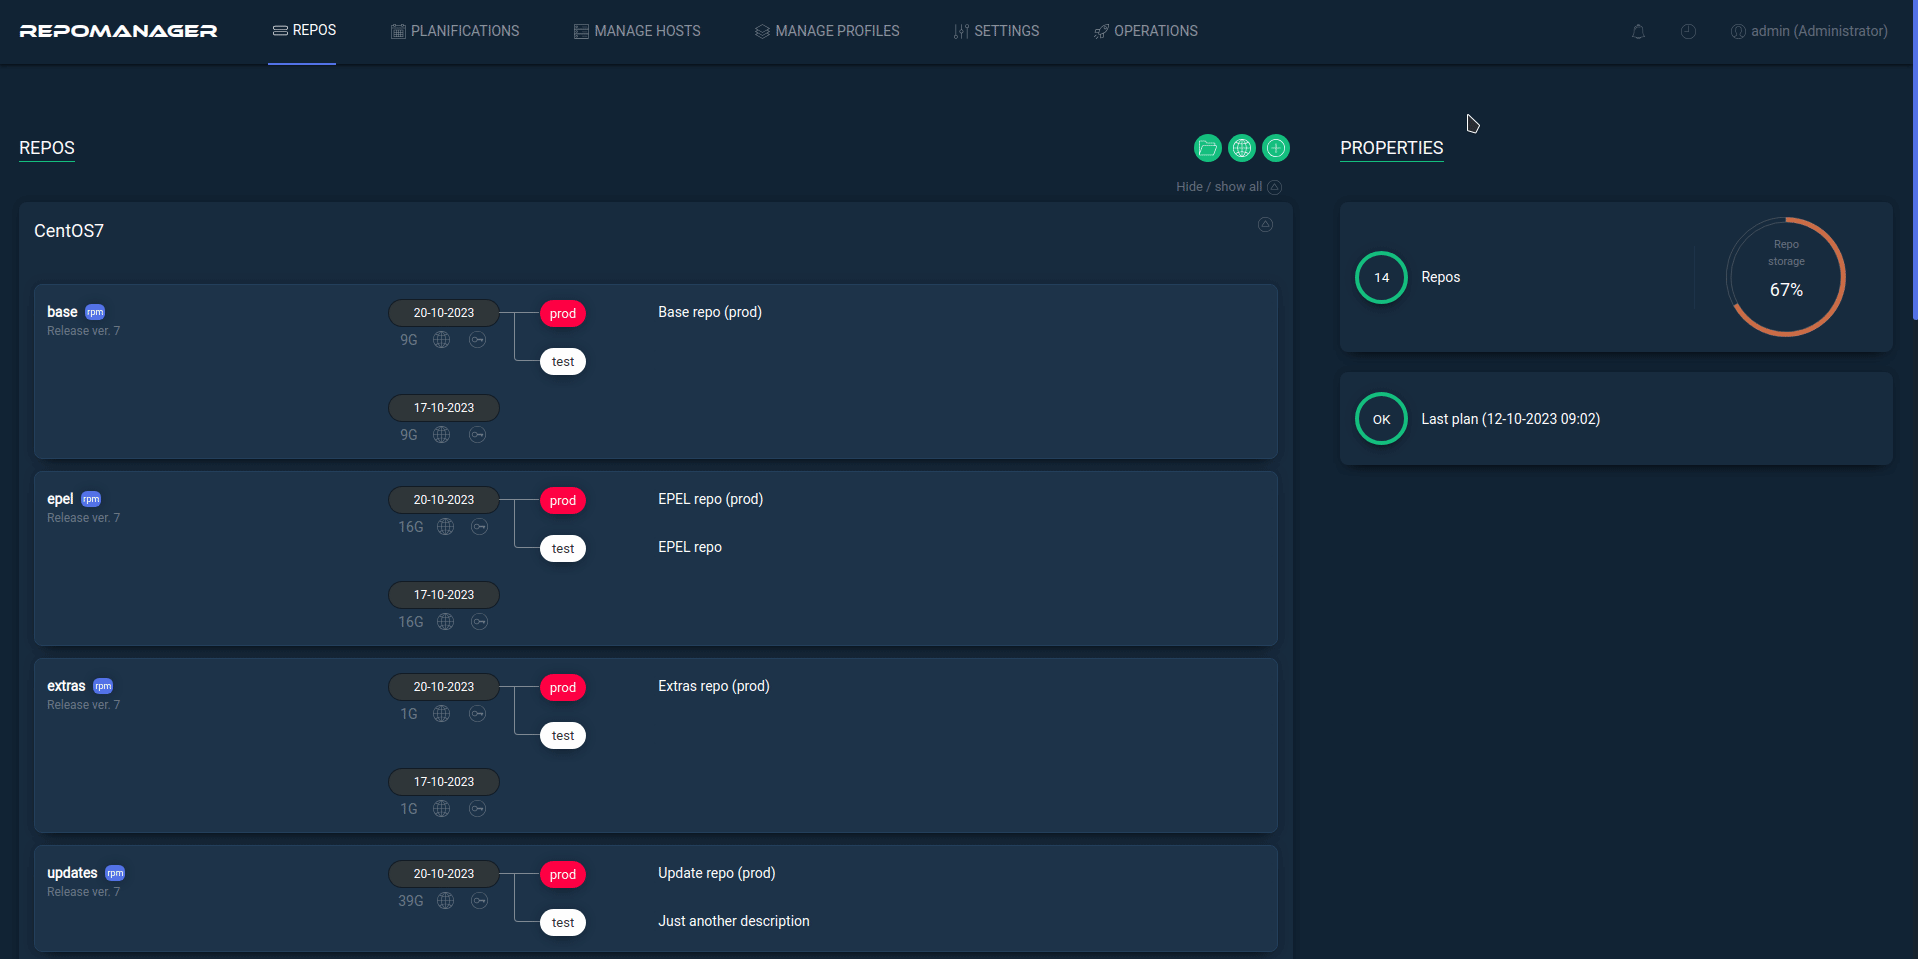 REPOMANAGER REPOS PLANIFICATIONS MANAGE HOSTS MANAGE PROFILES SETTINGS OPERATIONS admin (Administrator)
REPOS
Hide / show all
CentOS7
base rpm 20-10-2023 prod Base repo (prod)
Release ver. 7
9G
test
17-10-2023
9G
epel rpm 20-10-2023 prod EPEL repo (prod)
Release ver. 7
16G
test EPEL repo
17-10-2023
16G
extras rpm 20-10-2023 prod Extras repo (prod)
Release ver. 7
1G
test
17-10-2023
1G
updates rpm 20-10-2023 prod Update repo (prod)
Release ver. 7
39G
test Just another description
PROPERTIES
14 Repos
Repo
storage
67%
OK Last plan (12-10-2023 09:02)